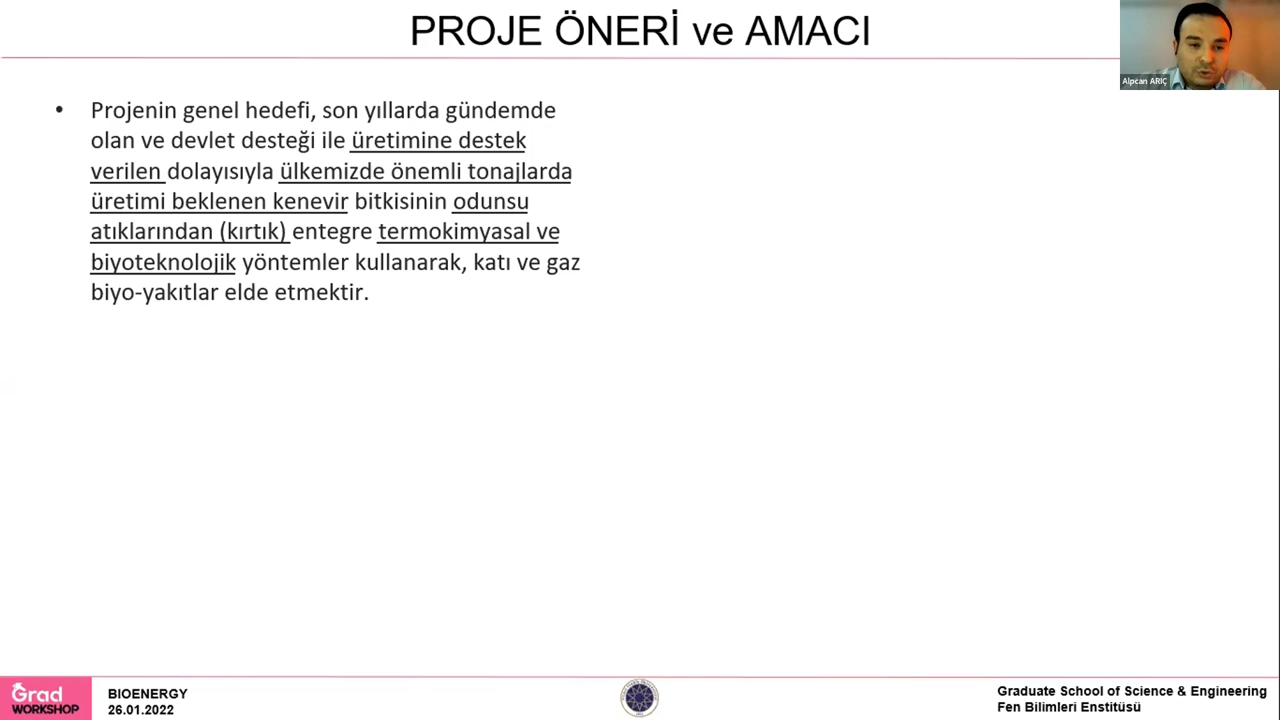 PROJE ÖNERİ ve AMACI
Alpcan ARIÇ
• Projenin genel hedefi, son yıllarda gündemde
olan ve devlet desteği ile üretimine destek
verilen dolayısıyla ülkemizde önemli tonajlarda
üretimi beklenen kenevir bitkisinin odunsu
atıklarından (kırtık) entegre termokimyasal ve
biyoteknolojik yöntemler kullanarak, katı ve gaz
biyo-yakıtlar elde etmektir.
Grad
WORKSHOP
BIOENERGY
26.01.2022
Graduate School of Science & Engineering
Fen Bilimleri Enstitüsü